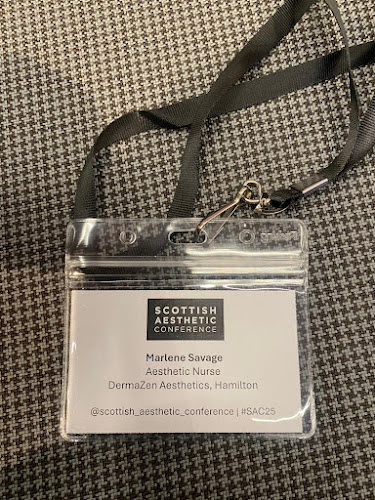 SCOTTISH
AESTHETIC
CONFERENCE
Marlene Savage
Aesthetic Nurse
DermaZen Aesthetics, Hamilton
@scottish_aesthetic_conference | #SAC25